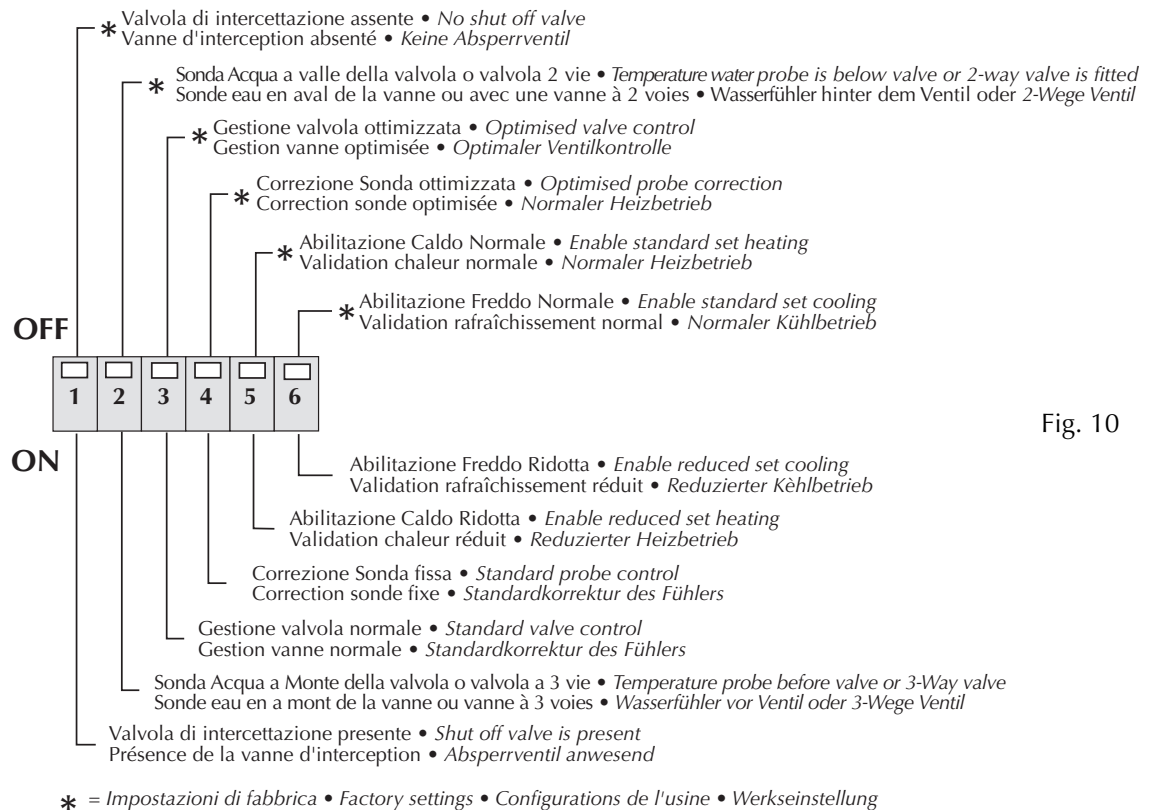 * Valvola di intercettazione assente • No shut off valve
Vanne d'interception absenté • Keine Absperrventil
* Sonda Acqua a valle della valvola o valvola 2 vie • Temperature water probe is below valve or 2-way valve is fitted
Sonde eau en aval de la vanne ou avec une vanne à 2 voies • Wasserfühler hinter dem Ventil oder 2-Wege Ventil
* Gestione valvola ottimizzata • Optimised valve control
Gestion vanne optimisée • Optimaler Ventilkontrolle
* Correzione Sonda ottimizzata • Optimised probe correction
Correction sonde optimisée • Normaler Heizbetrieb
* Abilitazione Caldo Normale • Enable standard set heating
Validation chaleur normale • Normaler Heizbetrieb
* Abilitazione Freddo Normale • Enable standard set cooling
Validation rafraîchissement normal • Normaler Kühlbetrieb
OFF
1 2 3 4 5 6
Fig. 10
ON
Abilitazione Freddo Ridotta • Enable reduced set cooling
Validation rafraîchissement réduit • Reduzierter Kèhlbetrieb
Abilitazione Caldo Ridotta • Enable reduced set heating
Validation chaleur réduit • Reduzierter Heizbetrieb
Correzione Sonda fissa • Standard probe control
Correction sonde fixe • Standardkorrektur des Fühlers
Gestione valvola normale • Standard valve control
Gestion vanne normale • Standardkorrektur des Fühlers
Sonda Acqua a Monte della valvola o valvola a 3 vie • Temperature probe before valve or 3-Way valve
Sonde eau en a mont de la vanne ou vanne à 3 voies • Wasserfühler vor Ventil oder 3-Wege Ventil
Valvola di intercettazione presente • Shut off valve is present
Présence de la vanne d'interception • Absperrventil anwesend
* = Impostazioni di fabbrica • Factory settings • Configurations de l'usine • Werkseinstellung